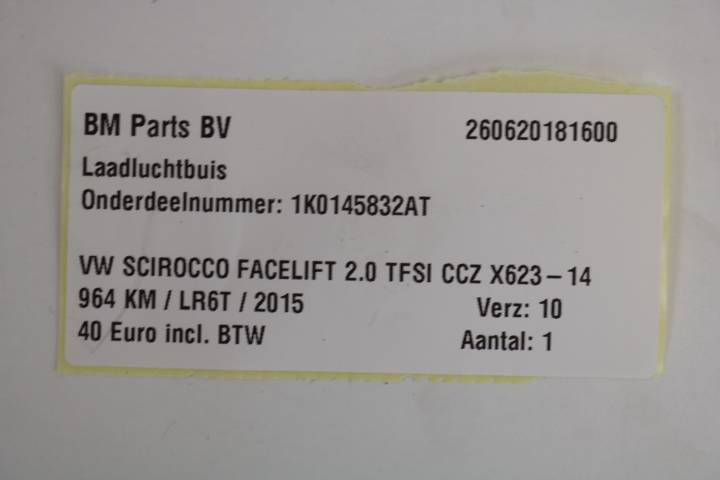 BM Parts BV 260620181600
Laadluchtbuis
Onderdeelnummer: 1K0145832AT
VW SCIROCCO FACELIFT 2.0 TFSI CCZ X623-14
964 KM / LR6T / 2015 Verz: 10
40 Euro incl. BTW Aantal: 1